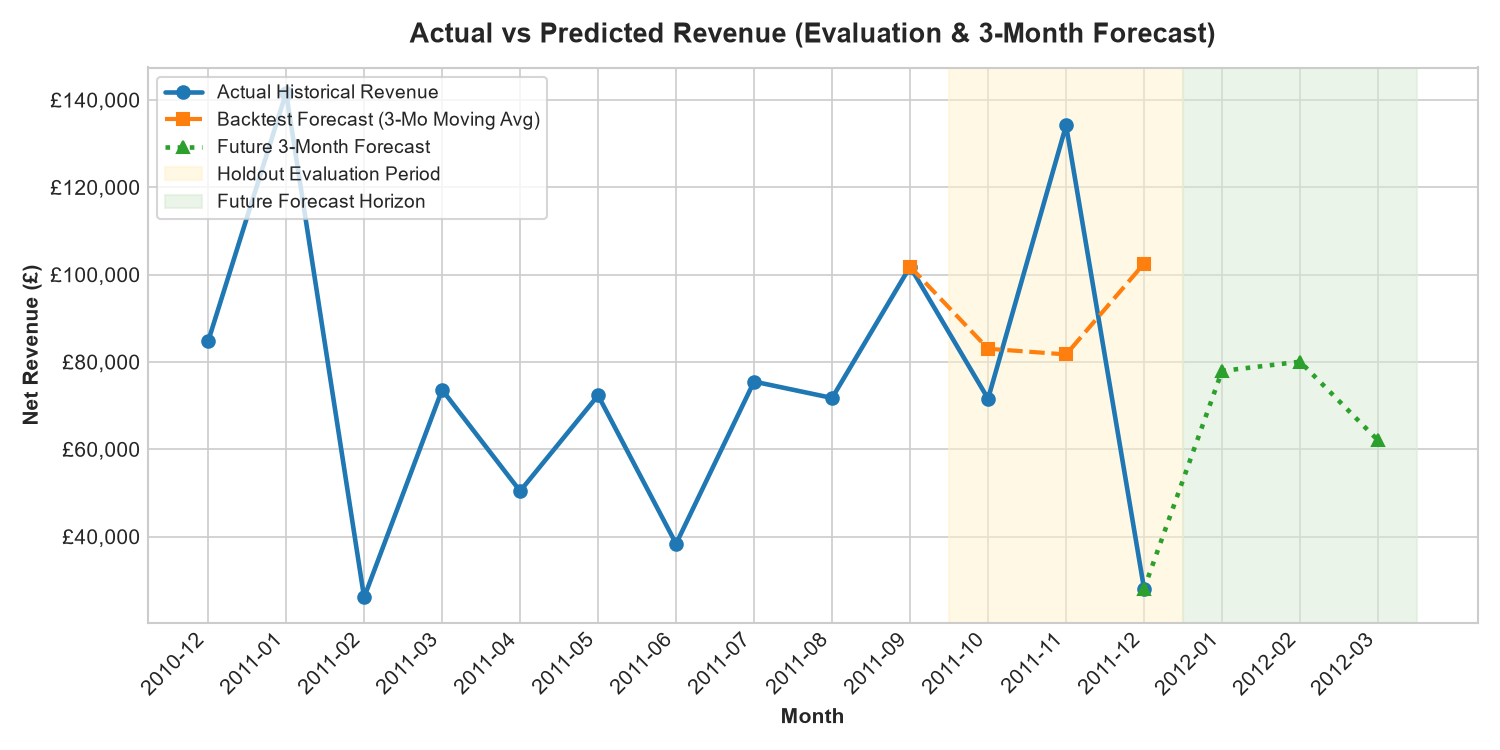 Actual vs Predicted Revenue (Evaluation & 3-Month Forecast)
Actual Historical Revenue
Backtest Forecast (3-Mo Moving Avg)
Future 3-Month Forecast
Holdout Evaluation Period
Future Forecast Horizon
Net Revenue (£)
£140,000
£120,000
£100,000
£80,000
£60,000
£40,000
2010-12
2011-01
2011-02
2011-03
2011-04
2011-05
2011-06
2011-07
2011-08
2011-09
2011-10
2011-11
2011-12
2012-01
2012-02
2012-03
Month